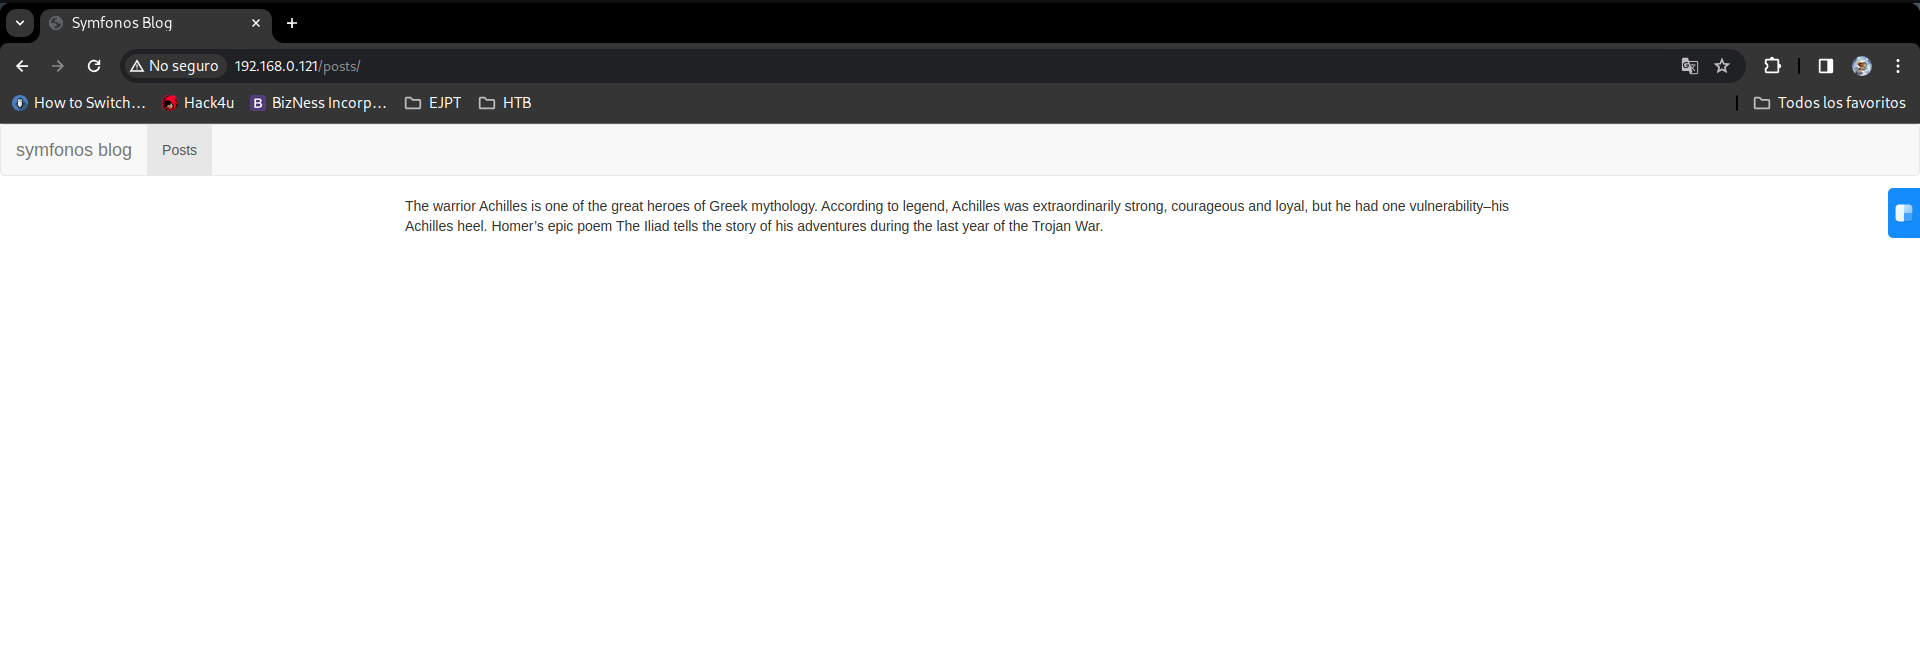 Symfonos Blog
No seguro 192.168.0.121/posts/
How to Switch... Hack4u BizNess Incorp... EJPT HTB Todos los favoritos
symfonos blog Posts
The warrior Achilles is one of the great heroes of Greek mythology. According to legend, Achilles was extraordinarily strong, courageous and loyal, but he had one vulnerability–his
Achilles heel. Homer’s epic poem The Iliad tells the story of his adventures during the last year of the Trojan War.